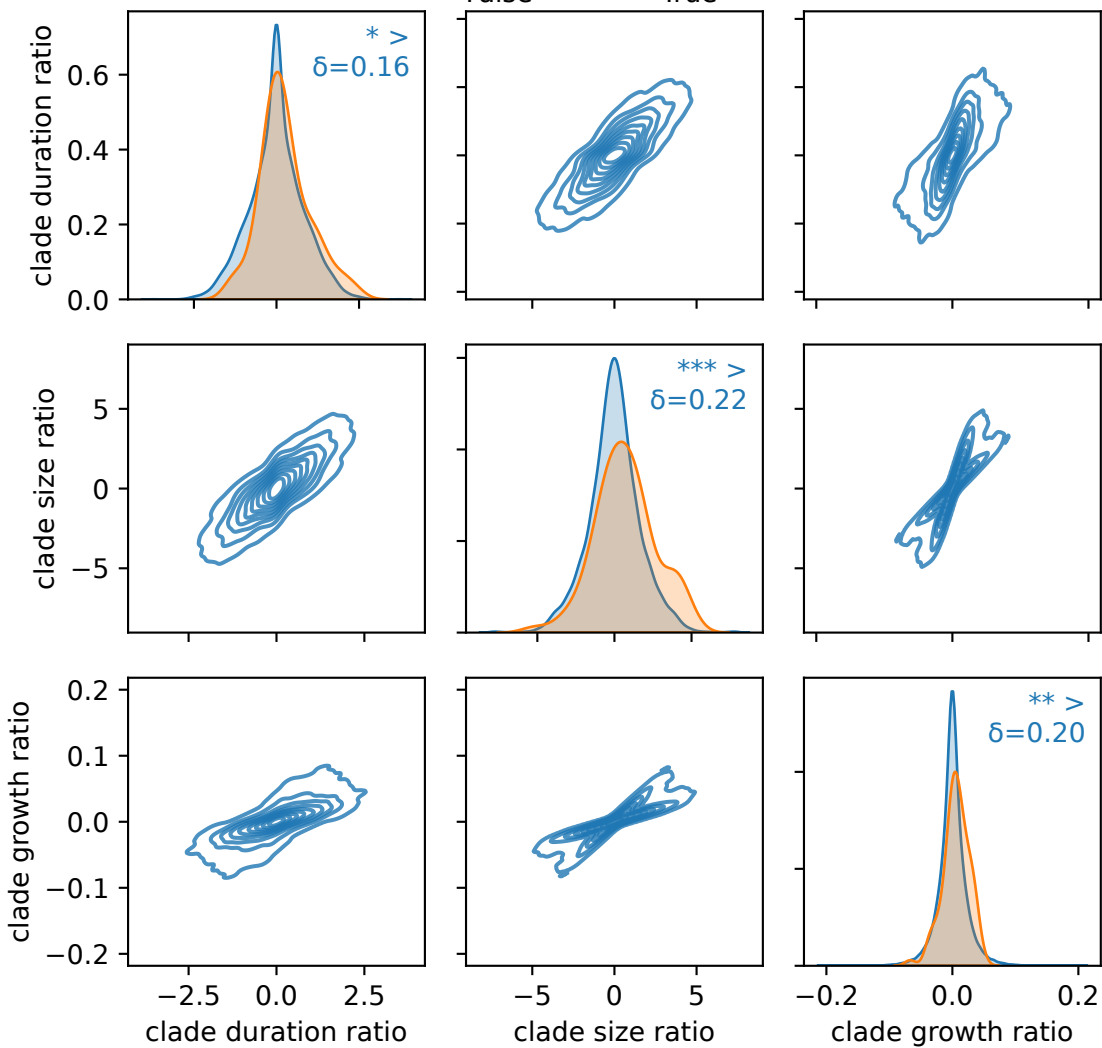 True
clade duration ratio
0.6
0.4
0.2
0.0
* >
δ=0.16
clade size ratio
5
0
−5
*** >
δ=0.22
clade growth ratio
0.2
0.1
0.0
−0.1
−0.2
** >
δ=0.20
−2.5 0.0 2.5
−5 0 5
−0.2 0.0 0.2
clade duration ratio
clade size ratio
clade growth ratio